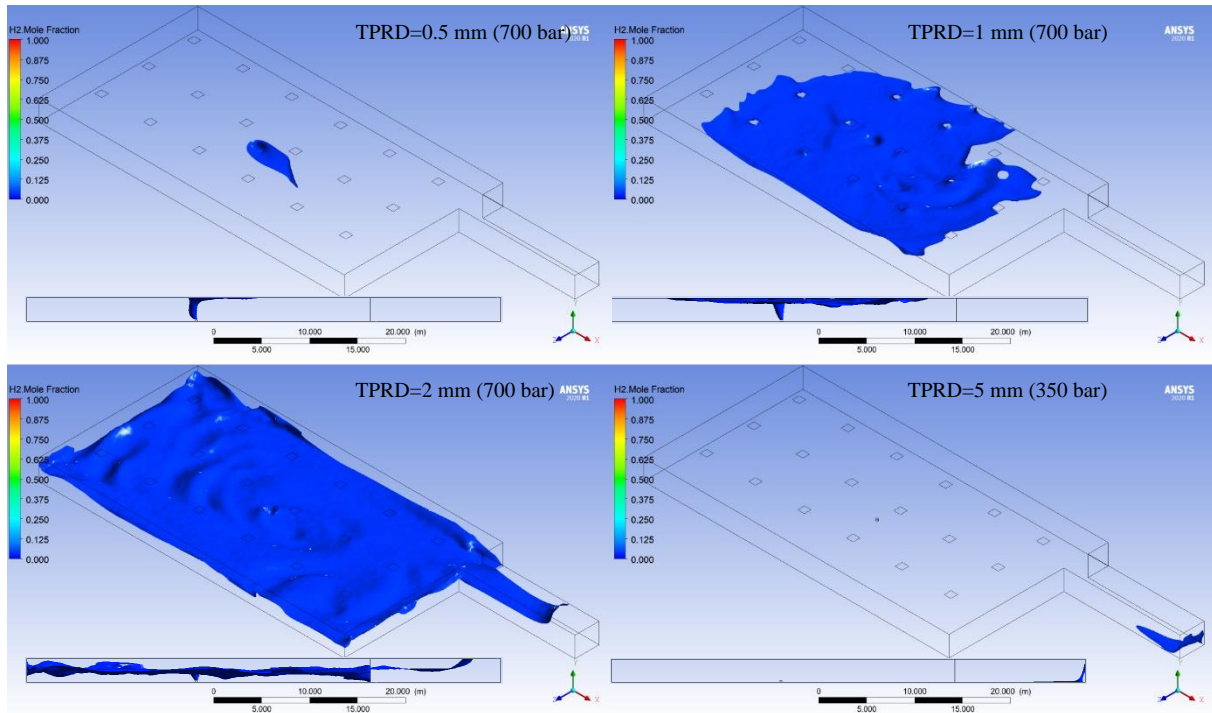 TPRD=0.5 mm (700 bar)
H2.Mole Fraction
ANSYS
2020 R1
1.000
0.875
0.750
0.625
0.500
0.375
0.250
0.125
0.000
0 10.000 20.000 (m)
5.000 15.000
Y
Z X
TPRD=1 mm (700 bar)
H2.Mole Fraction
ANSYS
2020 R1
1.000
0.875
0.750
0.625
0.500
0.375
0.250
0.125
0.000
0 10.000 20.000 (m)
5.000 15.000
Y
Z X
TPRD=2 mm (700 bar)
H2.Mole Fraction
ANSYS
2020 R1
1.000
0.875
0.750
0.625
0.500
0.375
0.250
0.125
0.000
0 10.000 20.000 (m)
5.000 15.000
Y
Z X
TPRD=5 mm (350 bar)
H2.Mole Fraction
ANSYS
2020 R1
1.000
0.875
0.750
0.625
0.500
0.375
0.250
0.125
0.000
0 10.000 20.000 (m)
5.000 15.000
Y
Z X